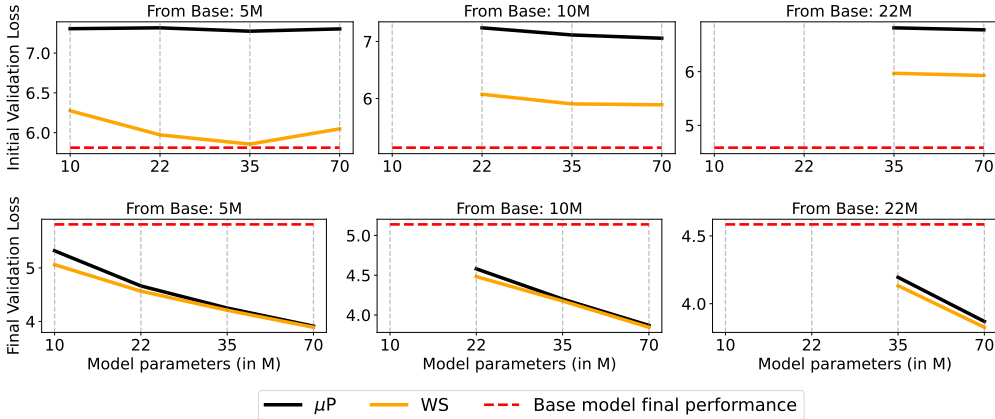 From Base: 5M
From Base: 10M
From Base: 22M
Initial Validation Loss
7.0
6.5
6.0
10 22 35 70
7
6
10 22 35 70
6
5
10 22 35 70
From Base: 5M
From Base: 10M
From Base: 22M
Final Validation Loss
5
4
10 22 35 70
5.0
4.5
4.0
10 22 35 70
4.5
4.0
10 22 35 70
Model parameters (in M)
Model parameters (in M)
Model parameters (in M)
μP
WS
Base model final performance